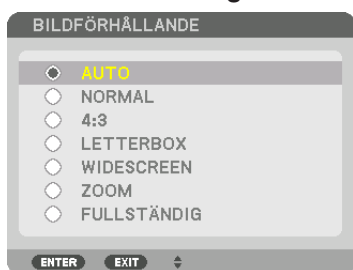 BILDFÖRHÅLLANDE
AUTO
NORMAL
4:3
LETTERBOX
WIDESCREEN
ZOOM
FULLSTÄNDIG
ENTER EXIT